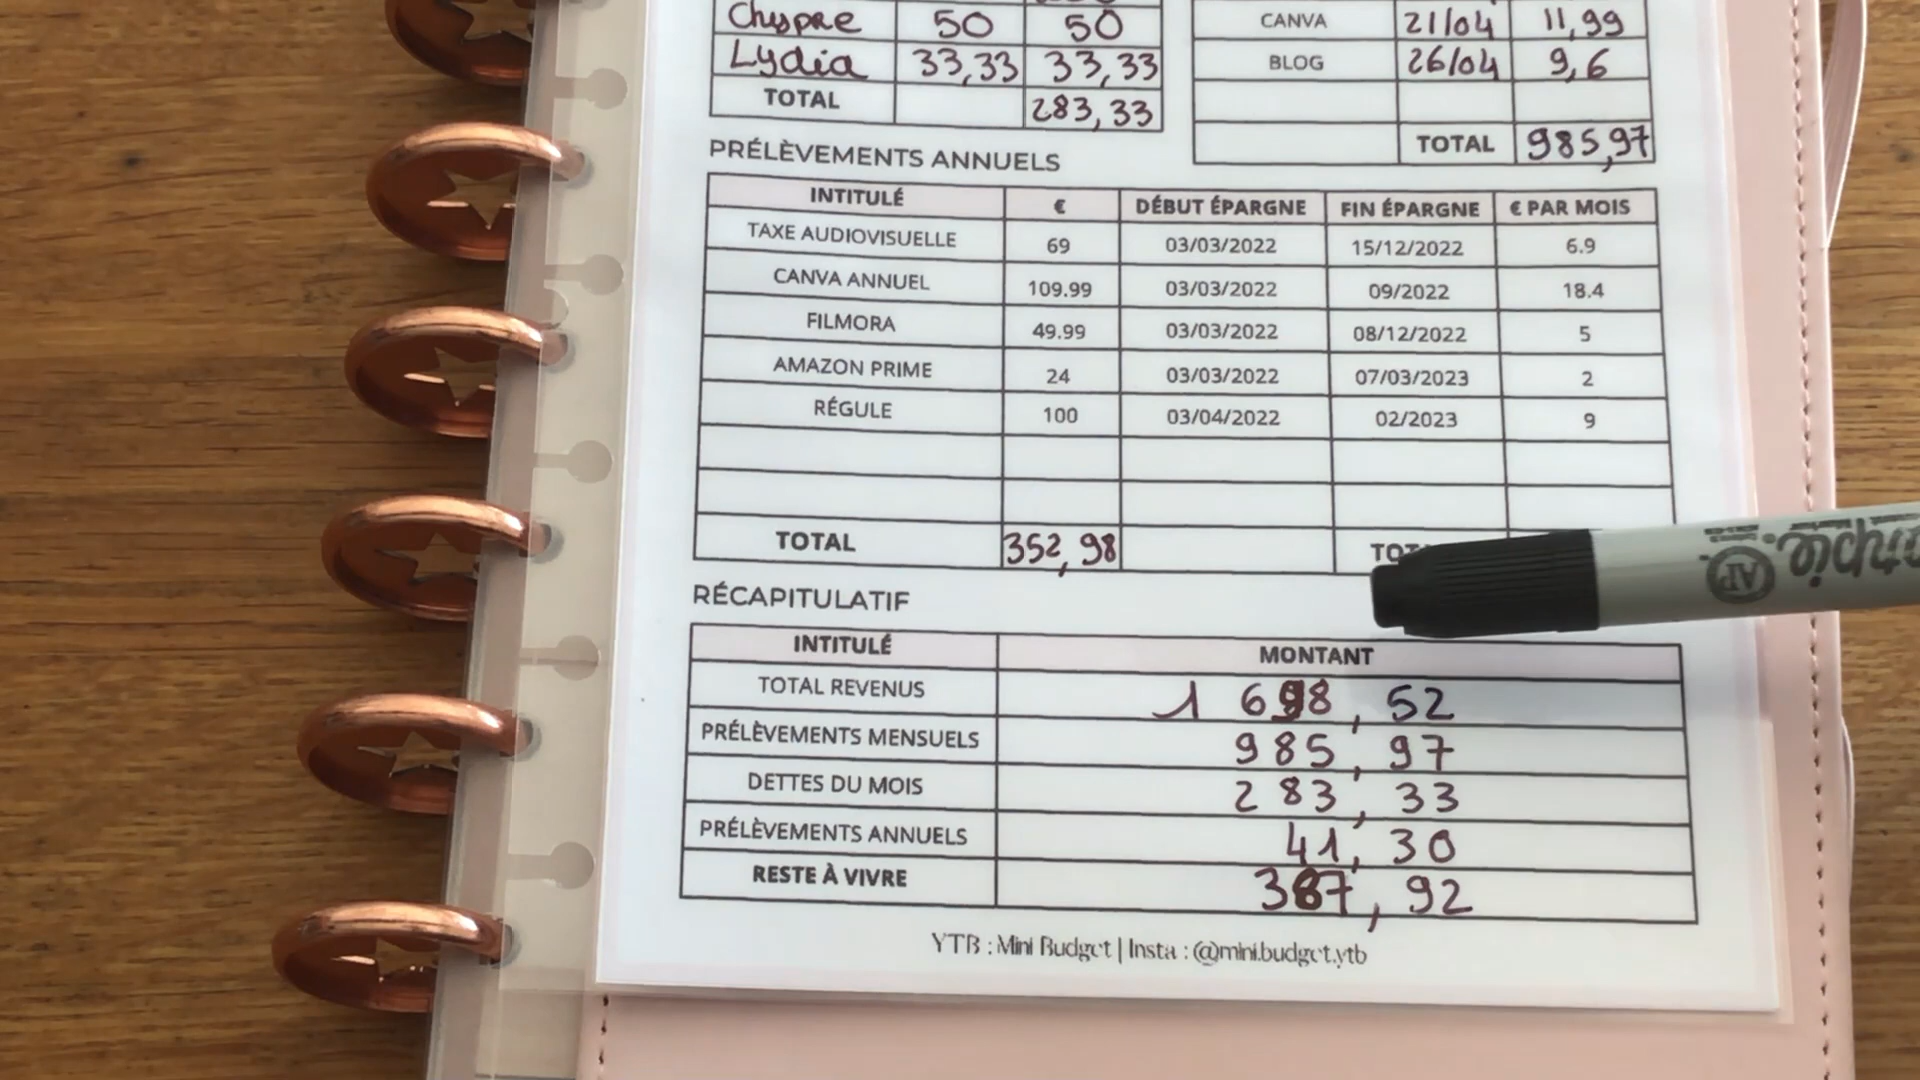 Chypre 50 50
Lydia 33,33 33,33
TOTAL 283,33
CANVA 21/04 11,99
BLOG 26/04 9,6
TOTAL 985,97
PRÉLÈVEMENTS ANNUELS
INTITULÉ € DÉBUT ÉPARGNE FIN ÉPARGNE € PAR MOIS
TAXE AUDIOVISUELLE 69 03/03/2022 15/12/2022 6.9
CANVA ANNUEL 109.99 03/03/2022 09/2022 18.4
FILMORA 49.99 03/03/2022 08/12/2022 5
AMAZON PRIME 24 03/03/2022 07/03/2023 2
RÉGULE 100 03/04/2022 02/2023 9
TOTAL 352,98
RÉCAPITULATIF
INTITULÉ MONTANT
TOTAL REVENUS 1 698,52
PRÉLÈVEMENTS MENSUELS 985,97
DETTES DU MOIS 283,33
PRÉLÈVEMENTS ANNUELS 41,30
RESTE À VIVRE 387,92
YTB : Mini Budget | Insta : @mini.budget.ytb